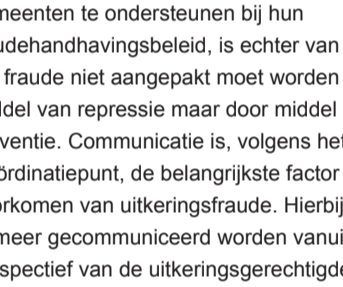 meenten te ondersteunen bij hun
udehandhavingsbeleid, is echter van
fraude niet aangepakt moet worden
ddel van repressie maar door middel
ventie. Communicatie is, volgens het
ördinatiepunt, de belangrijkste factor
orkomen van uitkeringsfraude. Hierbij
meer gecommuniceerd worden vanui
spectief van de uitkeringsgerechtigde